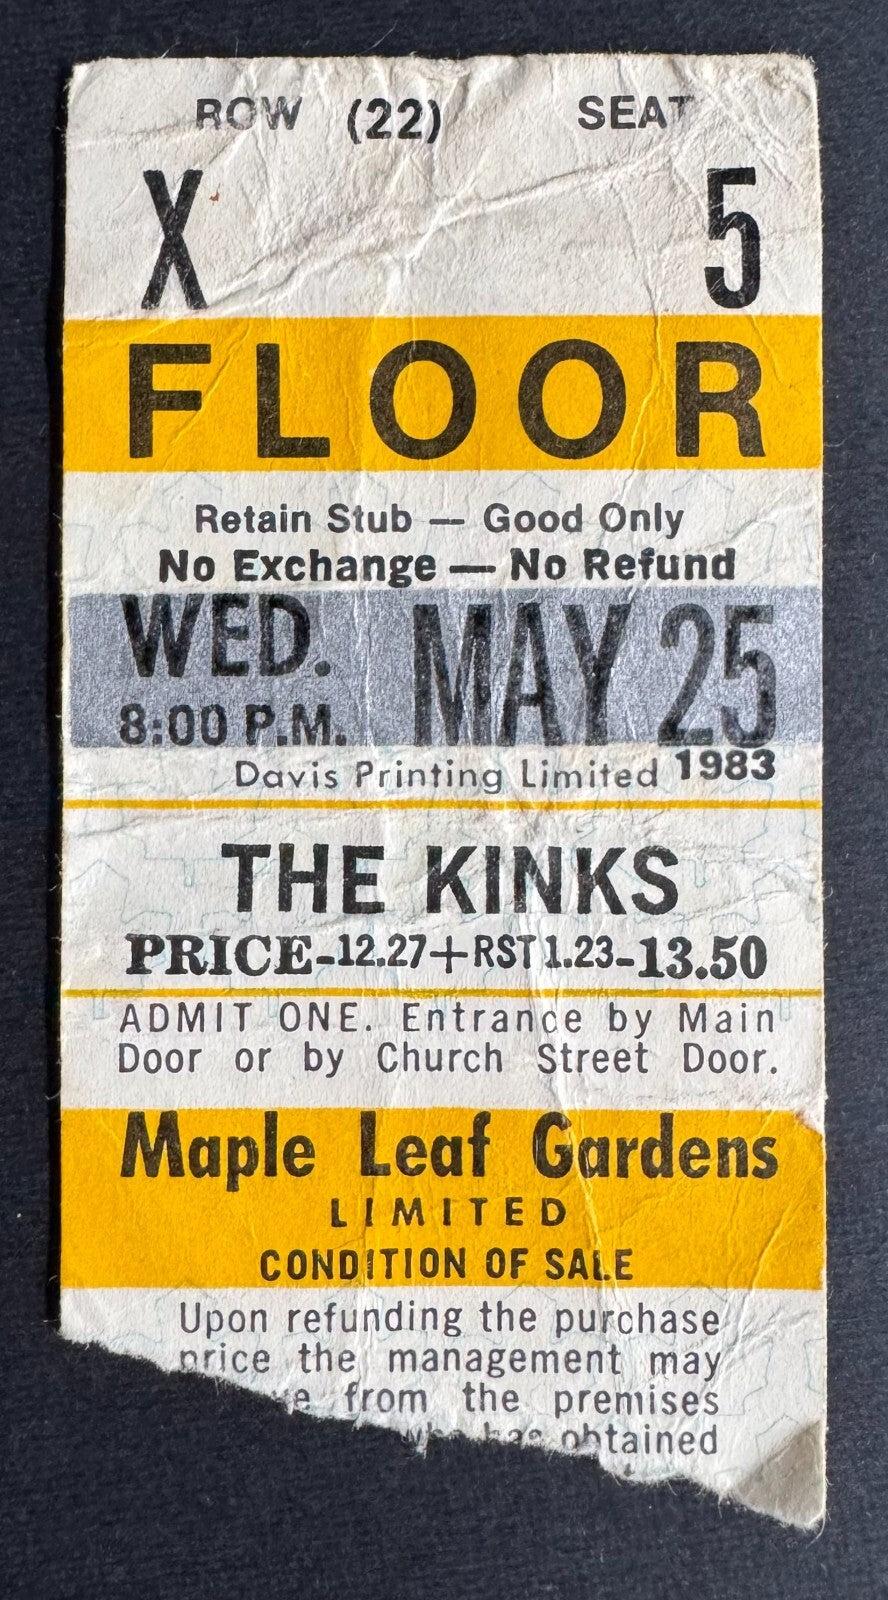 ROW (22) SEAT
X 5
FLOOR
Retain Stub — Good Only
No Exchange — No Refund
WED. MAY 25
8:00 P.M.
Davis Printing Limited 1983
THE KINKS
PRICE-12.27+RST 1.23-13.50
ADMIT ONE. Entrance by Main
Door or by Church Street Door.
Maple Leaf Gardens
LIMITED
CONDITION OF SALE
Upon refunding the purchase
price the management may
from the premises
who has obtained